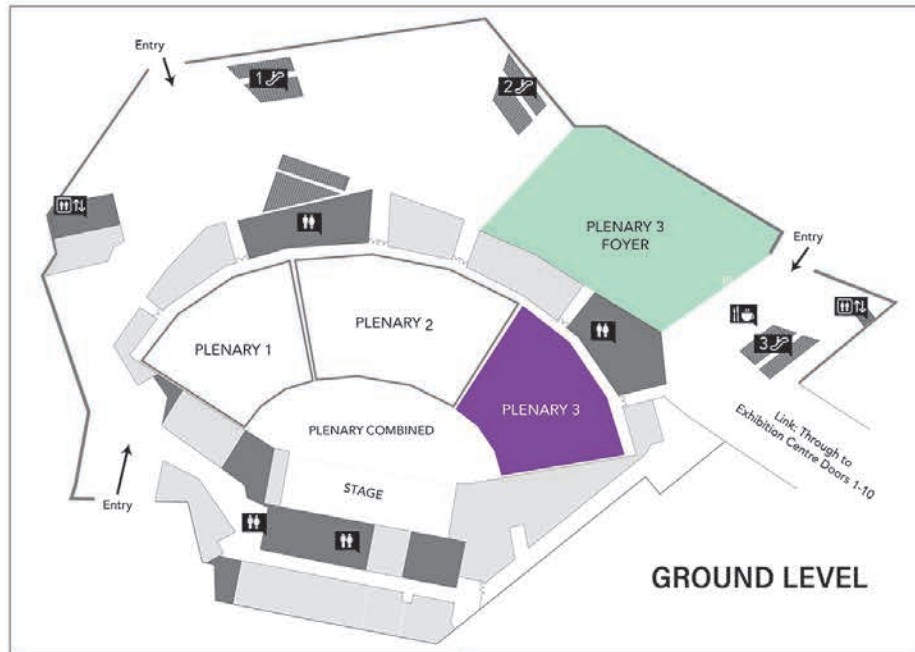 Entry
1
2
PLENARY 3
FOYER
Entry
PLENARY 2
PLENARY 1
3
PLENARY 3
PLENARY COMBINED
Link: Through to
Exhibition Centre Doors 1-10
STAGE
Entry
GROUND LEVEL